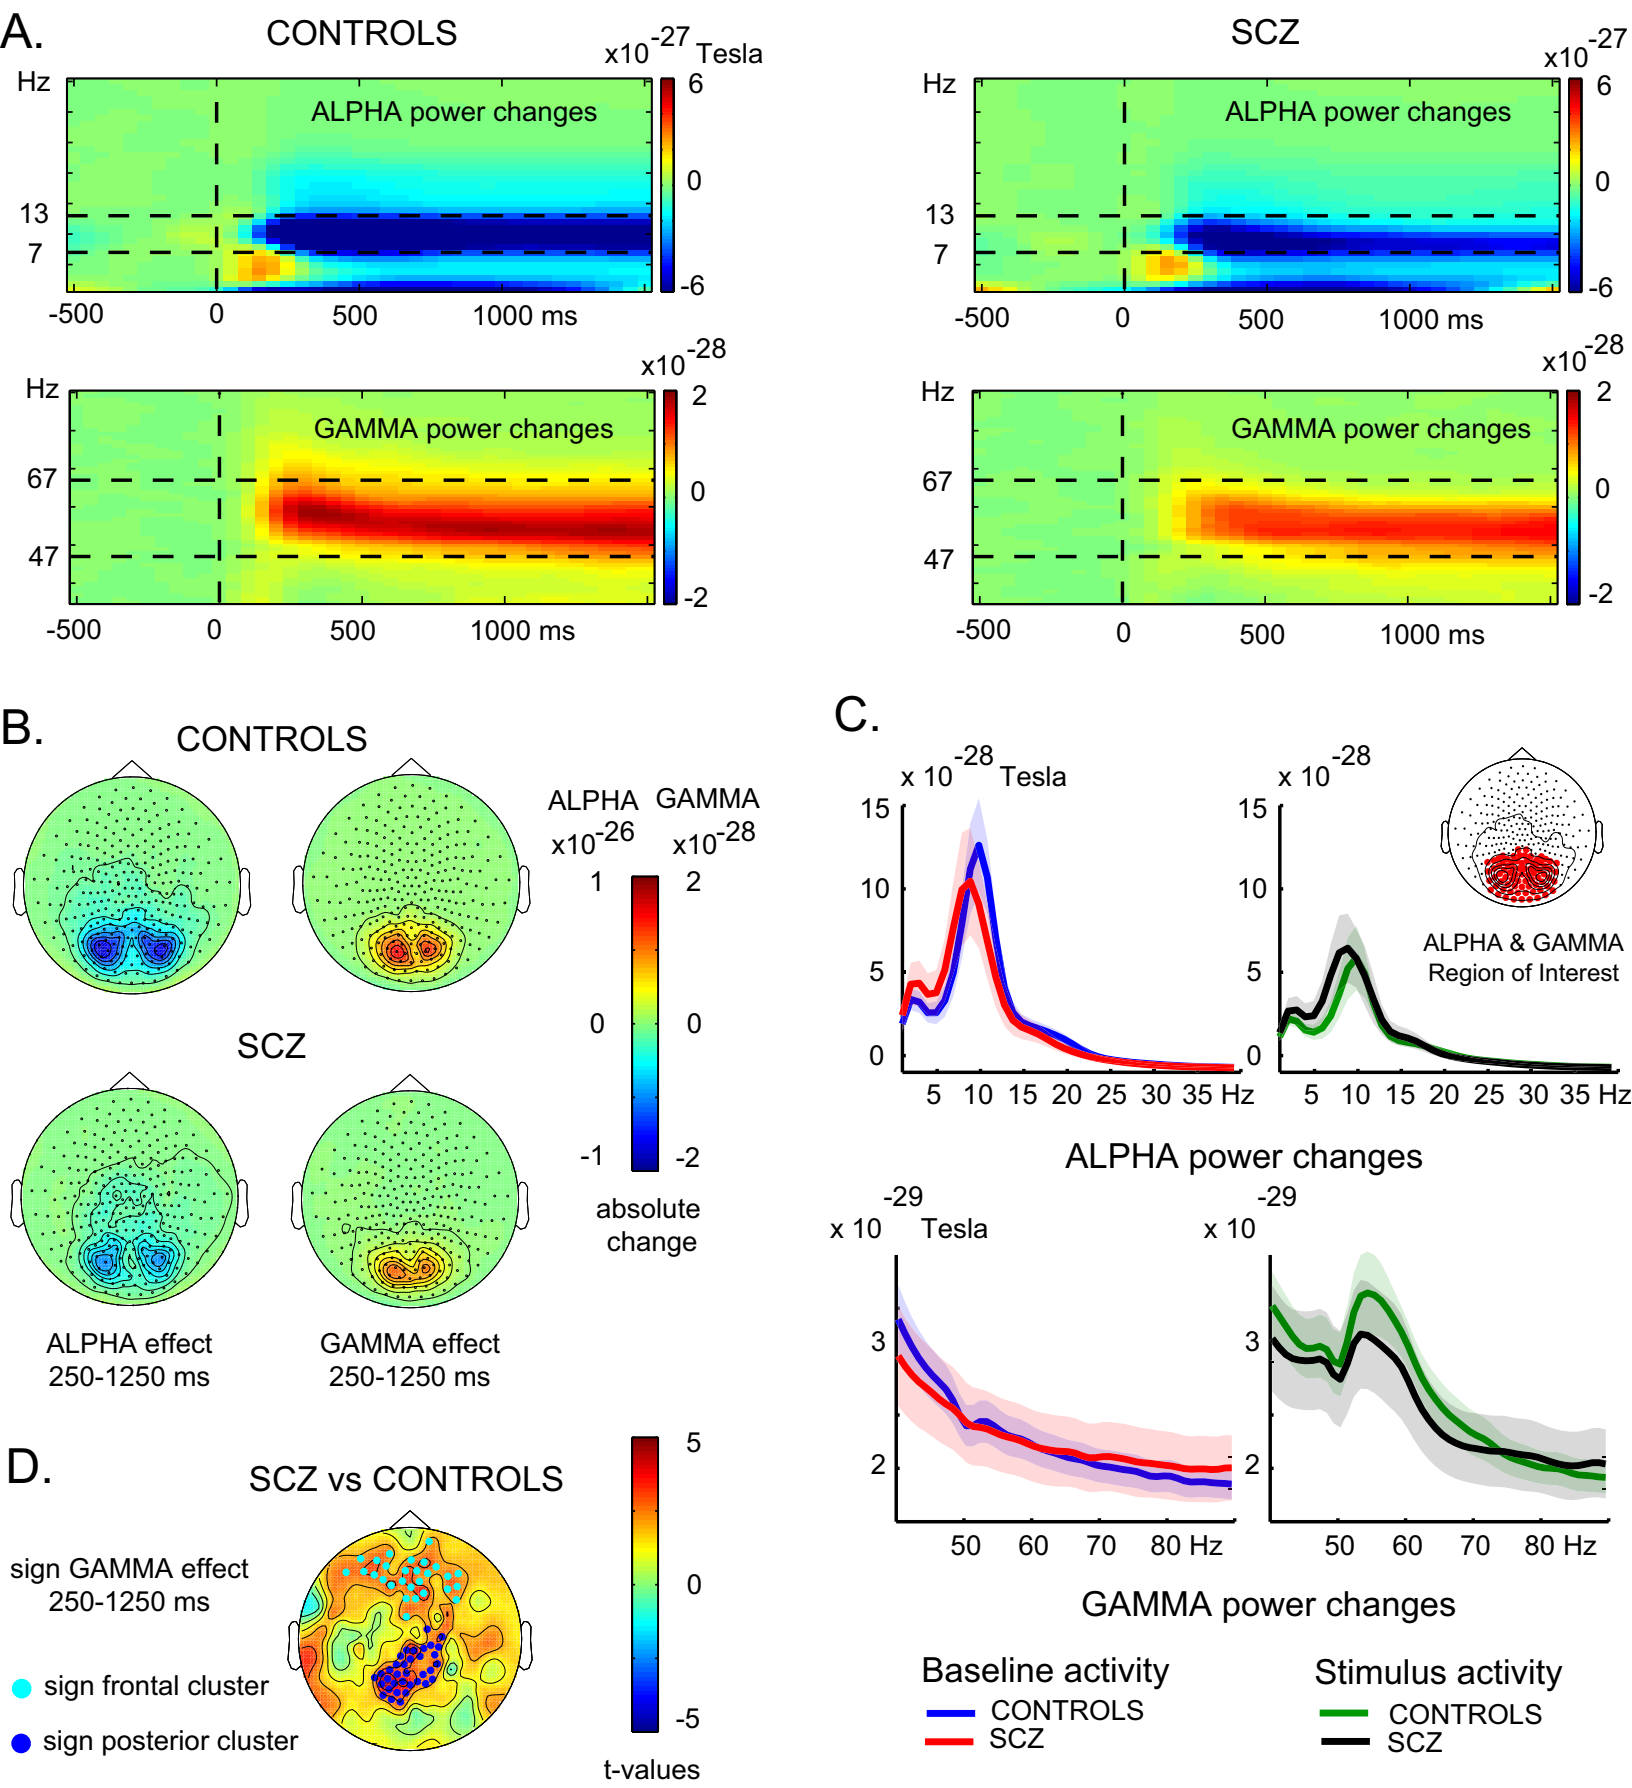 A.
CONTROLS
x10-27 Tesla
Hz
ALPHA power changes
6
0
-6
13
7
-500 0 500 1000 ms
SCZ
x10-27
Hz
ALPHA power changes
6
0
-6
13
7
-500 0 500 1000 ms
x10-28
Hz
GAMMA power changes
2
0
-2
67
47
-500 0 500 1000 ms
x10-28
Hz
GAMMA power changes
2
0
-2
67
47
-500 0 500 1000 ms
B.
CONTROLS
ALPHA GAMMA
x10-26 x10-28
1 2
0 0
-1 -2
absolute
change
SCZ
ALPHA effect
250-1250 ms
GAMMA effect
250-1250 ms
C.
x 10-28 Tesla
15
10
5
0
5 10 15 20 25 30 35 Hz
x 10-28
15
10
5
0
5 10 15 20 25 30 35 Hz
ALPHA & GAMMA
Region of Interest
ALPHA power changes
x 10-29 Tesla
3
2
50 60 70 80 Hz
x 10-29
3
2
50 60 70 80 Hz
GAMMA power changes
Baseline activity
CONTROLS
SCZ
Stimulus activity
CONTROLS
SCZ
D.
SCZ vs CONTROLS
sign GAMMA effect
250-1250 ms
sign frontal cluster
sign posterior cluster
5
0
-5
t-values